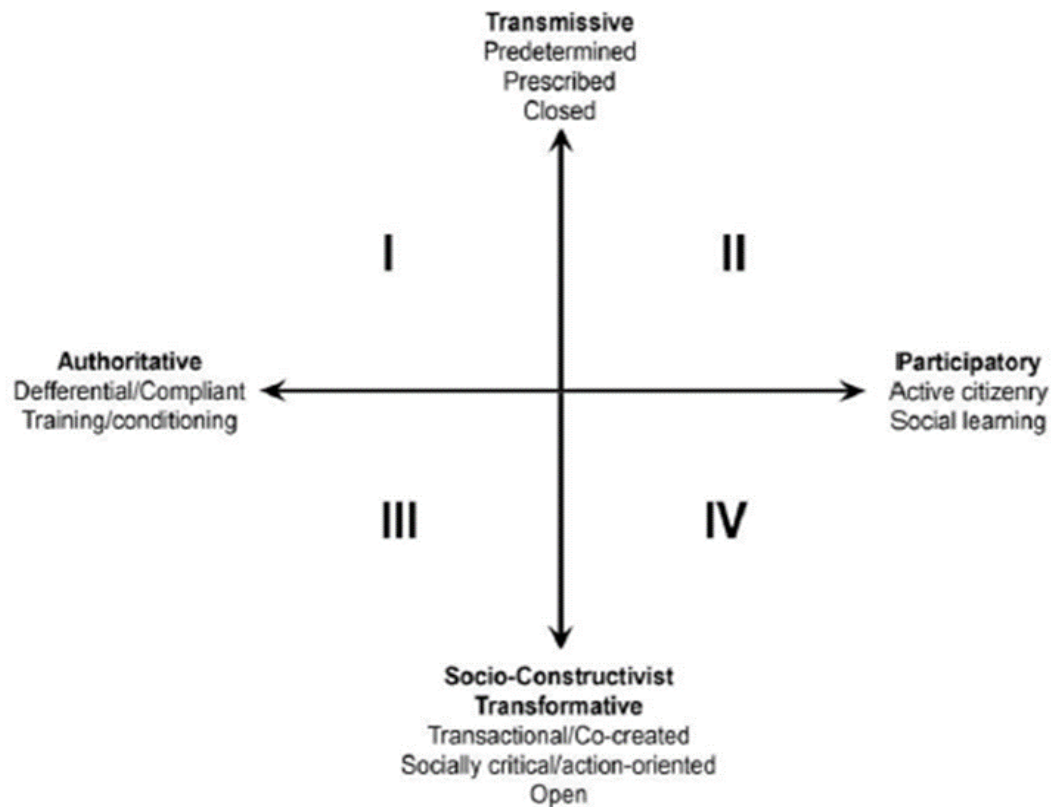 Transmissive
Predetermined
Prescribed
Closed
I
II
Authoritative
Defferential/Compliant
Training/conditioning
Participatory
Active citizenry
Social learning
III
IV
Socio-Constructivist
Transformative
Transactional/Co-created
Socially critical/action-oriented
Open